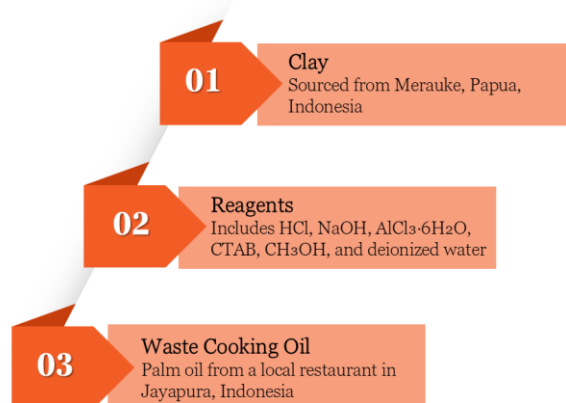 01
Clay
Sourced from Merauke, Papua,
Indonesia
02
Reagents
Includes HCl, NaOH, AlCl3·6H2O,
CTAB, CH3OH, and deionized water
03
Waste Cooking Oil
Palm oil from a local restaurant in
Jayapura, Indonesia